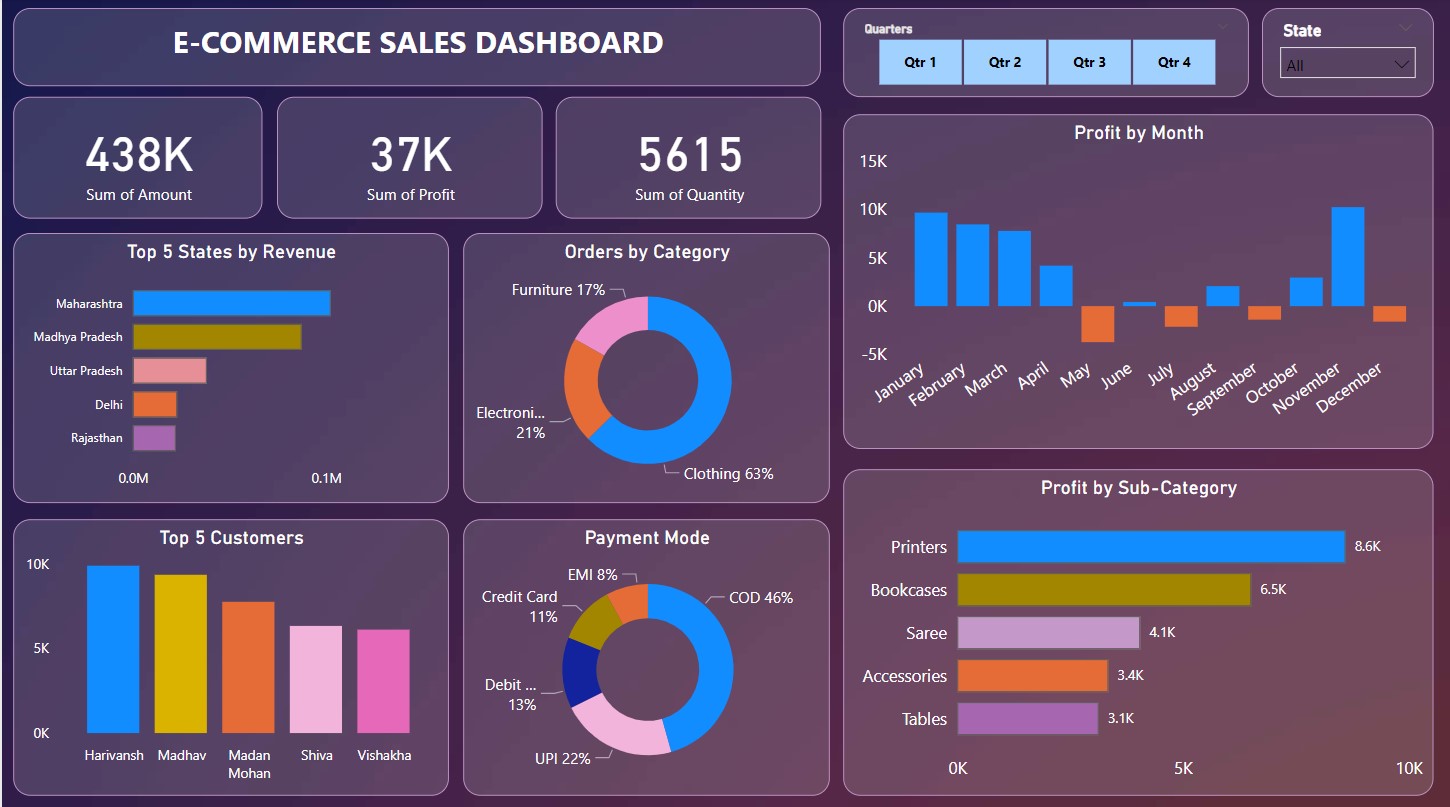 E-COMMERCE SALES DASHBOARD
Quarters
Qtr 1 Qtr 2 Qtr 3 Qtr 4
State
All
438K
Sum of Amount
37K
Sum of Profit
5615
Sum of Quantity
Profit by Month
15K
10K
5K
0K
-5K
January February March April May June July August September October November December
Top 5 States by Revenue
Maharashtra
Madhya Pradesh
Uttar Pradesh
Delhi
Rajasthan
0.0M 0.1M
Orders by Category
Furniture 17%
Electroni...
21%
Clothing 63%
Top 5 Customers
10K
5K
0K
Harivansh Madhav Madan Shiva Vishakha
Mohan
Payment Mode
EMI 8%
COD 46%
Credit Card
11%
Debit ...
13%
UPI 22%
Profit by Sub-Category
Printers 8.6K
Bookcases 6.5K
Saree 4.1K
Accessories 3.4K
Tables 3.1K
0K 5K 10K